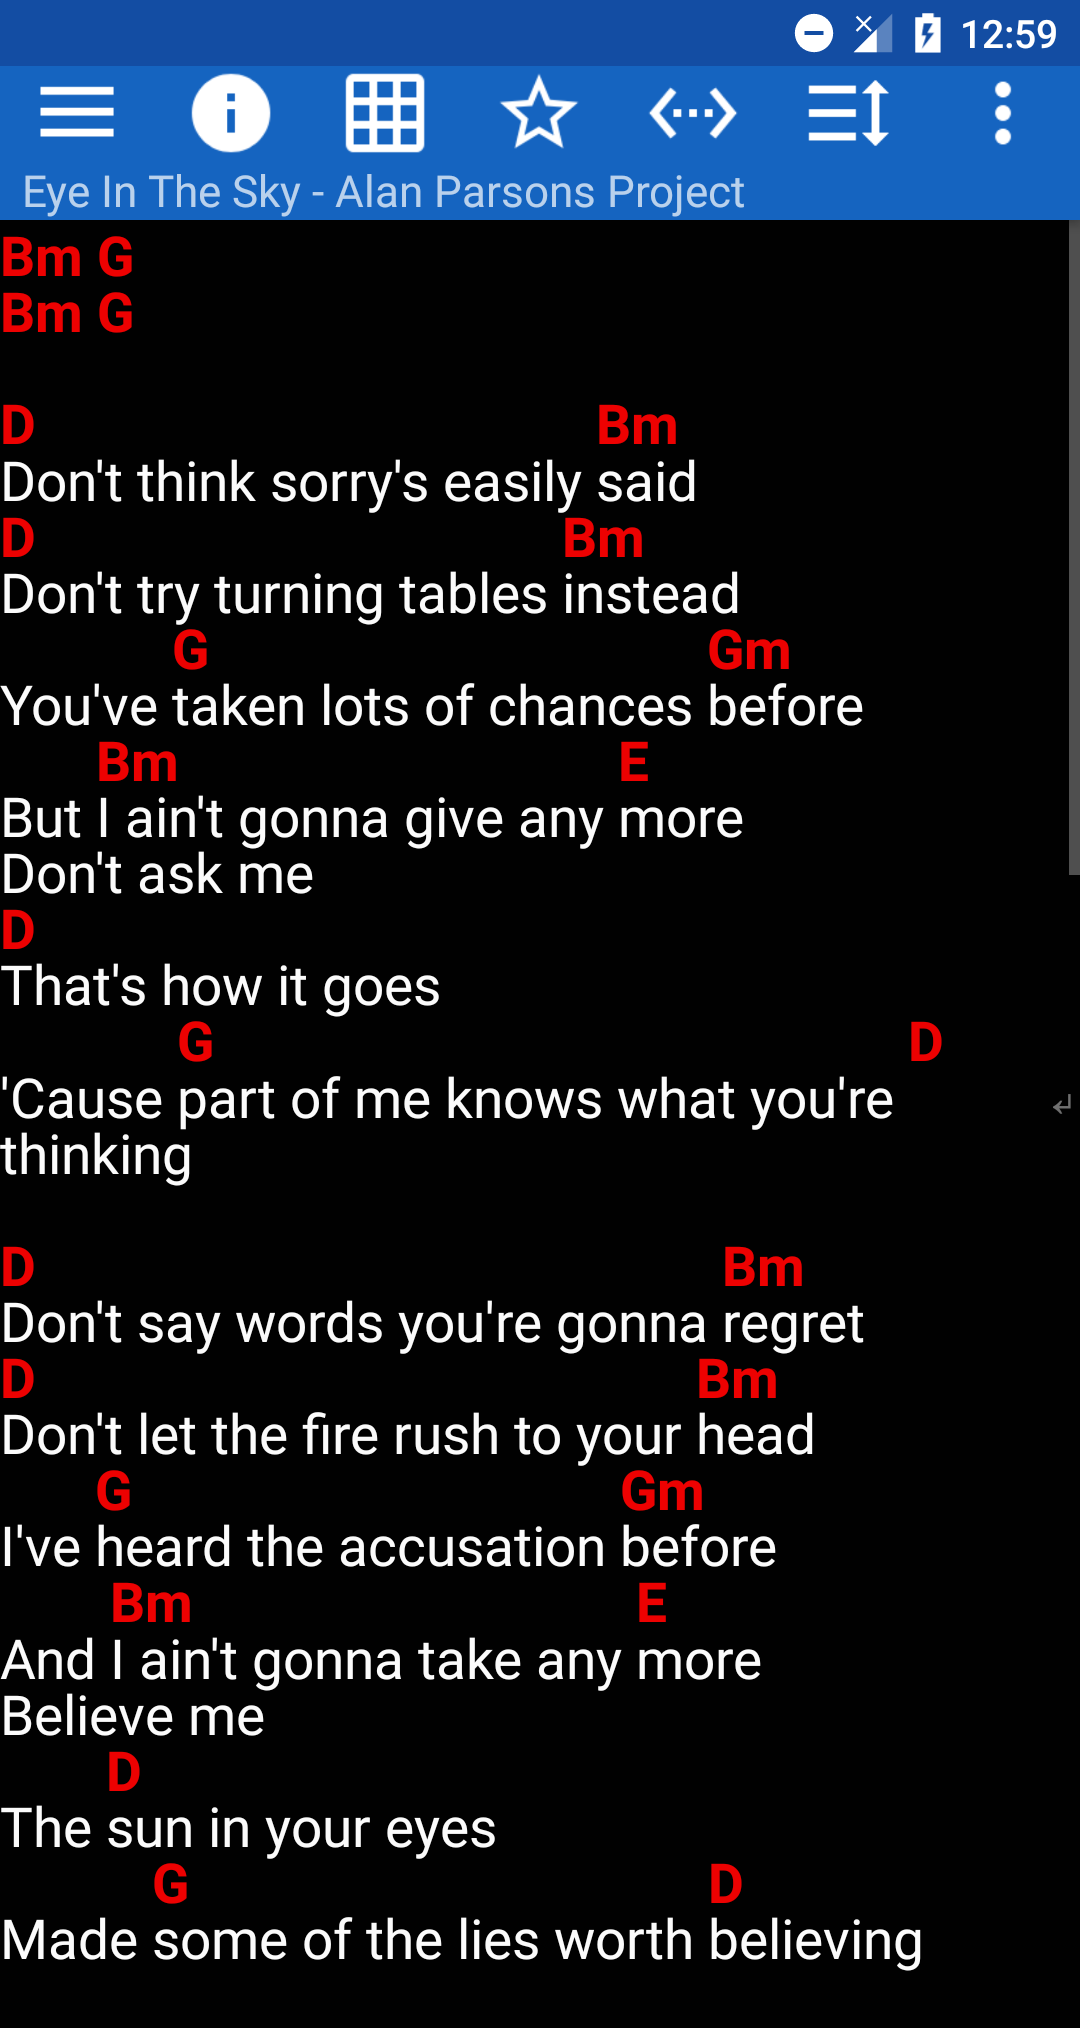 12:59
Eye In The Sky - Alan Parsons Project
Bm G
Bm G
D Bm
Don't think sorry's easily said
D Bm
Don't try turning tables instead
G Gm
You've taken lots of chances before
Bm E
But I ain't gonna give any more
Don't ask me
D
That's how it goes
G D
'Cause part of me knows what you're
thinking
D Bm
Don't say words you're gonna regret
D Bm
Don't let the fire rush to your head
G Gm
I've heard the accusation before
Bm E
And I ain't gonna take any more
Believe me
D
The sun in your eyes
G D
Made some of the lies worth believing